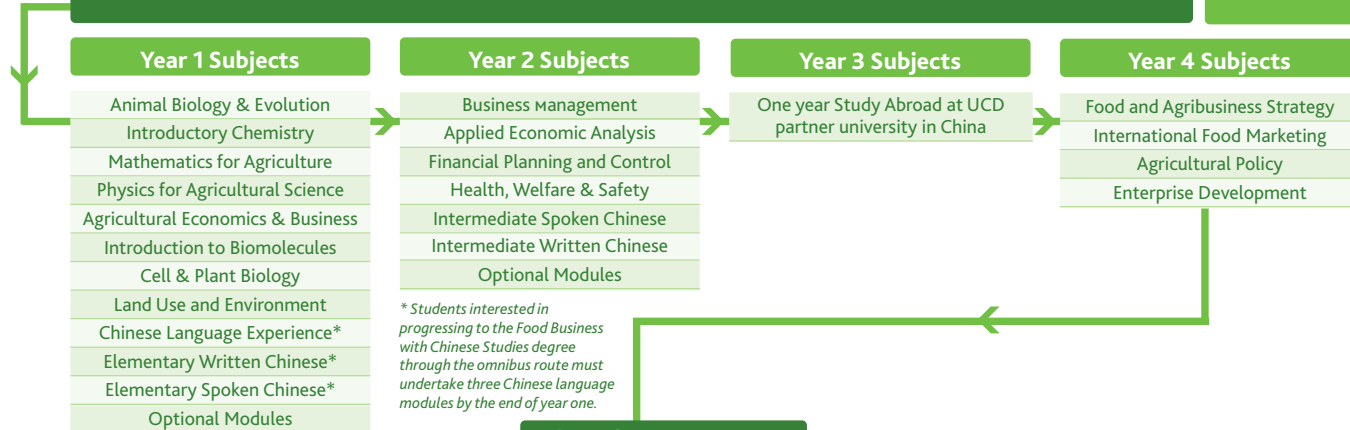 Year 1 Subjects
Animal Biology & Evolution
Introductory Chemistry
Mathematics for Agriculture
Physics for Agricultural Science
Agricultural Economics & Business
Introduction to Biomolecules
Cell & Plant Biology
Land Use and Environment
Chinese Language Experience*
Elementary Written Chinese*
Elementary Spoken Chinese*
Optional Modules
Year 2 Subjects
Business Management
Applied Economic Analysis
Financial Planning and Control
Health, Welfare & Safety
Intermediate Spoken Chinese
Intermediate Written Chinese
Optional Modules
* Students interested in
progressing to the Food Business
with Chinese Studies degree
through the omnibus route must
undertake three Chinese language
modules by the end of year one.
Year 3 Subjects
One year Study Abroad at UCD
partner university in China
Year 4 Subjects
Food and Agribusiness Strategy
International Food Marketing
Agricultural Policy
Enterprise Development